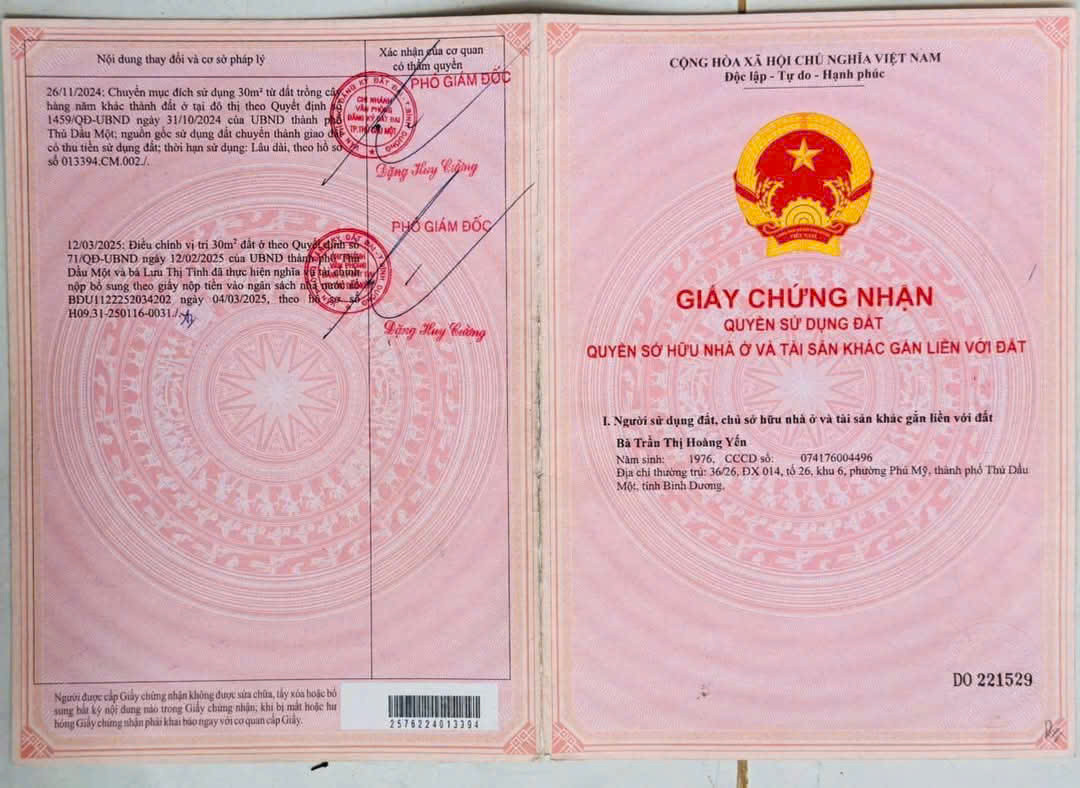 Nội dung thay đổi và cơ sở pháp lý
Xác nhận của cơ quan
có thẩm quyền
26/11/2024: Chuyển mục đích sử dụng 30m² từ đất trồng cây
hàng năm khác thành đất ở tại đô thị theo Quyết định số
1459/QĐ-UBND ngày 31/10/2024 của UBND thành phố
Thủ Dầu Một; nguồn gốc sử dụng đất chuyển thành giao đất
có thu tiền sử dụng đất; thời hạn sử dụng: Lâu dài, theo hồ sơ
số 013394.CM.002./.
PHÓ GIÁM ĐỐC
CHI NHÁNH
VĂN PHÒNG
ĐĂNG KÝ ĐẤT ĐAI
TP.THỦ DẦU MỘT
Đặng Huy Cường
12/03/2025: Điều chỉnh vị trí 30m² đất ở theo Quyết định số
71/QĐ-UBND ngày 12/02/2025 của UBND thành phố Thủ
Dầu Một và bà Lưu Thị Tình đã thực hiện nghĩa vụ tài chính
nộp bổ sung theo giấy nộp tiền vào ngân sách nhà nước số
BDU1122252034202 ngày 04/03/2025, theo hồ sơ số
H09.31-250116-0031./.
PHÓ GIÁM ĐỐC
Đặng Huy Cường
Người được cấp Giấy chứng nhận không được sửa chữa, tẩy xóa hoặc bổ
sung bất kỳ nội dung nào trong Giấy chứng nhận; khi bị mất hoặc hư
hỏng Giấy chứng nhận phải khai báo ngay với cơ quan cấp Giấy.
2576224013394
CỘNG HÒA XÃ HỘI CHỦ NGHĨA VIỆT NAM
Độc lập - Tự do - Hạnh phúc
VIỆT NAM
GIẤY CHỨNG NHẬN
QUYỀN SỬ DỤNG ĐẤT
QUYỀN SỞ HỮU NHÀ Ở VÀ TÀI SẢN KHÁC GẮN LIỀN VỚI ĐẤT
I. Người sử dụng đất, chủ sở hữu nhà ở và tài sản khác gắn liền với đất
Bà Trần Thị Hoàng Yến
Năm sinh: 1976, CCCD số: 074176004496
Địa chỉ thường trú: 36/26, ĐX 014, tổ 26, khu 6, phường Phú Mỹ, thành phố Thủ Dầu
Một, tỉnh Bình Dương.
DO 221529